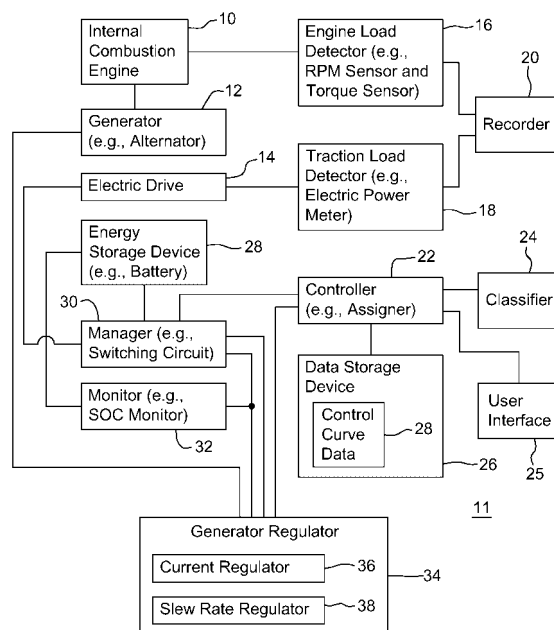 Internal
Combustion
Engine
10
Engine Load
Detector (e.g.,
RPM Sensor and
Torque Sensor)
16
20
Recorder
Generator
(e.g., Alternator)
12
Electric Drive
14
Traction Load
Detector (e.g.,
Electric Power
Meter)
18
Energy
Storage Device
(e.g., Battery)
28
30
Manager (e.g.,
Switching Circuit)
22
Controller
(e.g., Assigner)
24
Classifier
Monitor (e.g.,
SOC Monitor)
32
Data Storage
Device
Control
Curve
Data
28
26
User
Interface
25
11
Generator Regulator
Current Regulator
36
34
Slew Rate Regulator
38